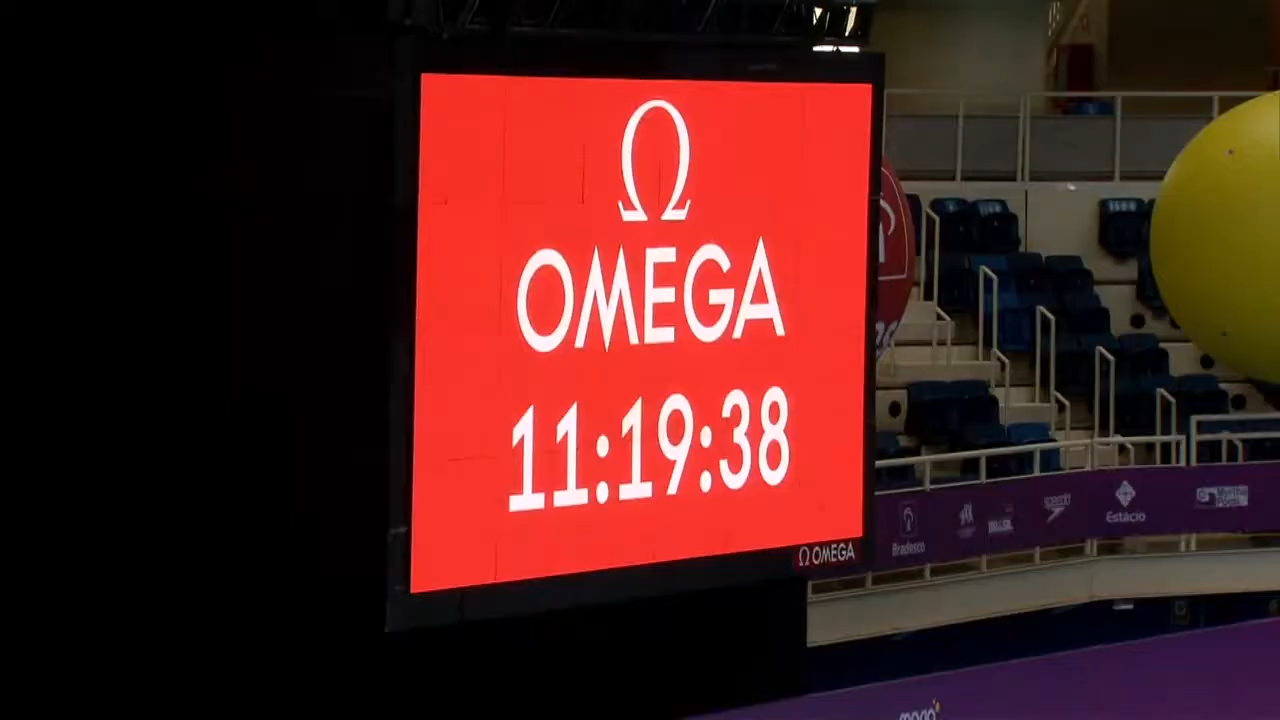 Ω
OMEGA
11:19:38
Ω OMEGA
Bradesco
speedo
Estácio